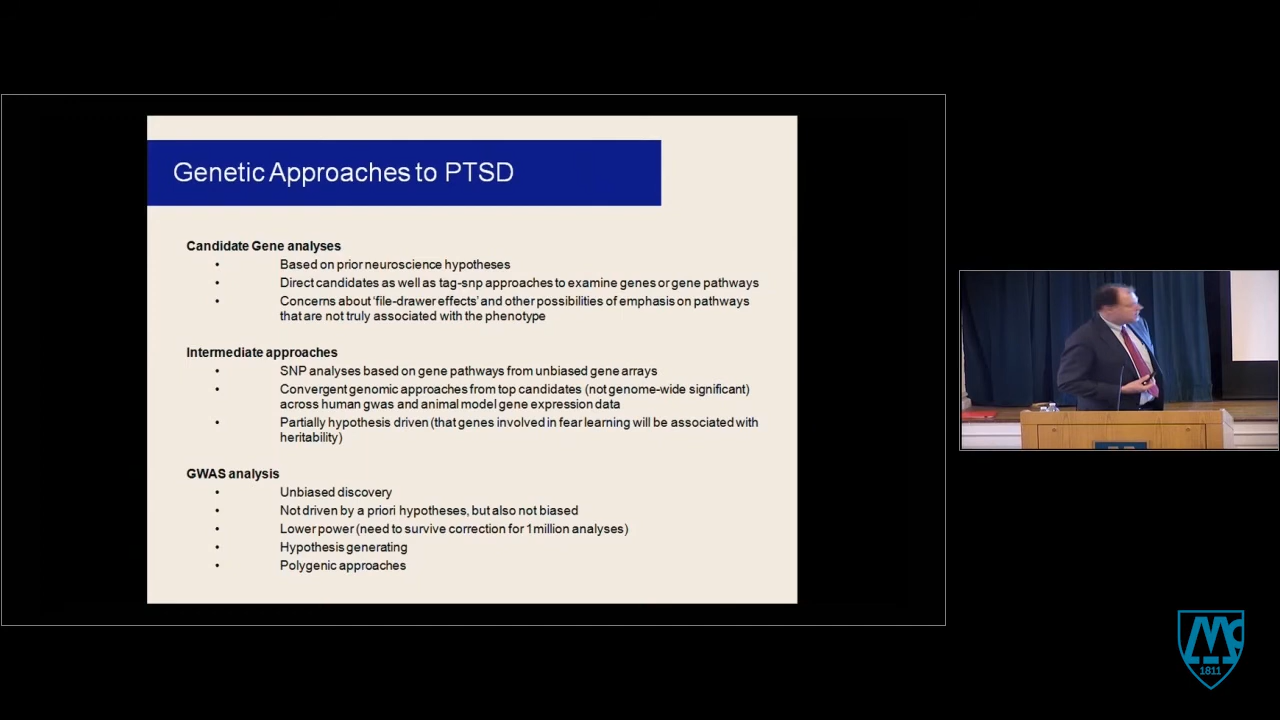 Genetic Approaches to PTSD
Candidate Gene analyses
• Based on prior neuroscience hypotheses
• Direct candidates as well as tag-snp approaches to examine genes or gene pathways
• Concerns about 'file-drawer effects' and other possibilities of emphasis on pathways
that are not truly associated with the phenotype
Intermediate approaches
• SNP analyses based on gene pathways from unbiased gene arrays
• Convergent genomic approaches from top candidates (not genome-wide significant)
across human gwas and animal model gene expression data
• Partially hypothesis driven (that genes involved in fear learning will be associated with
heritability)
GWAS analysis
• Unbiased discovery
• Not driven by a priori hypotheses, but also not biased
• Lower power (need to survive correction for 1million analyses)
• Hypothesis generating
• Polygenic approaches
Mc
1811